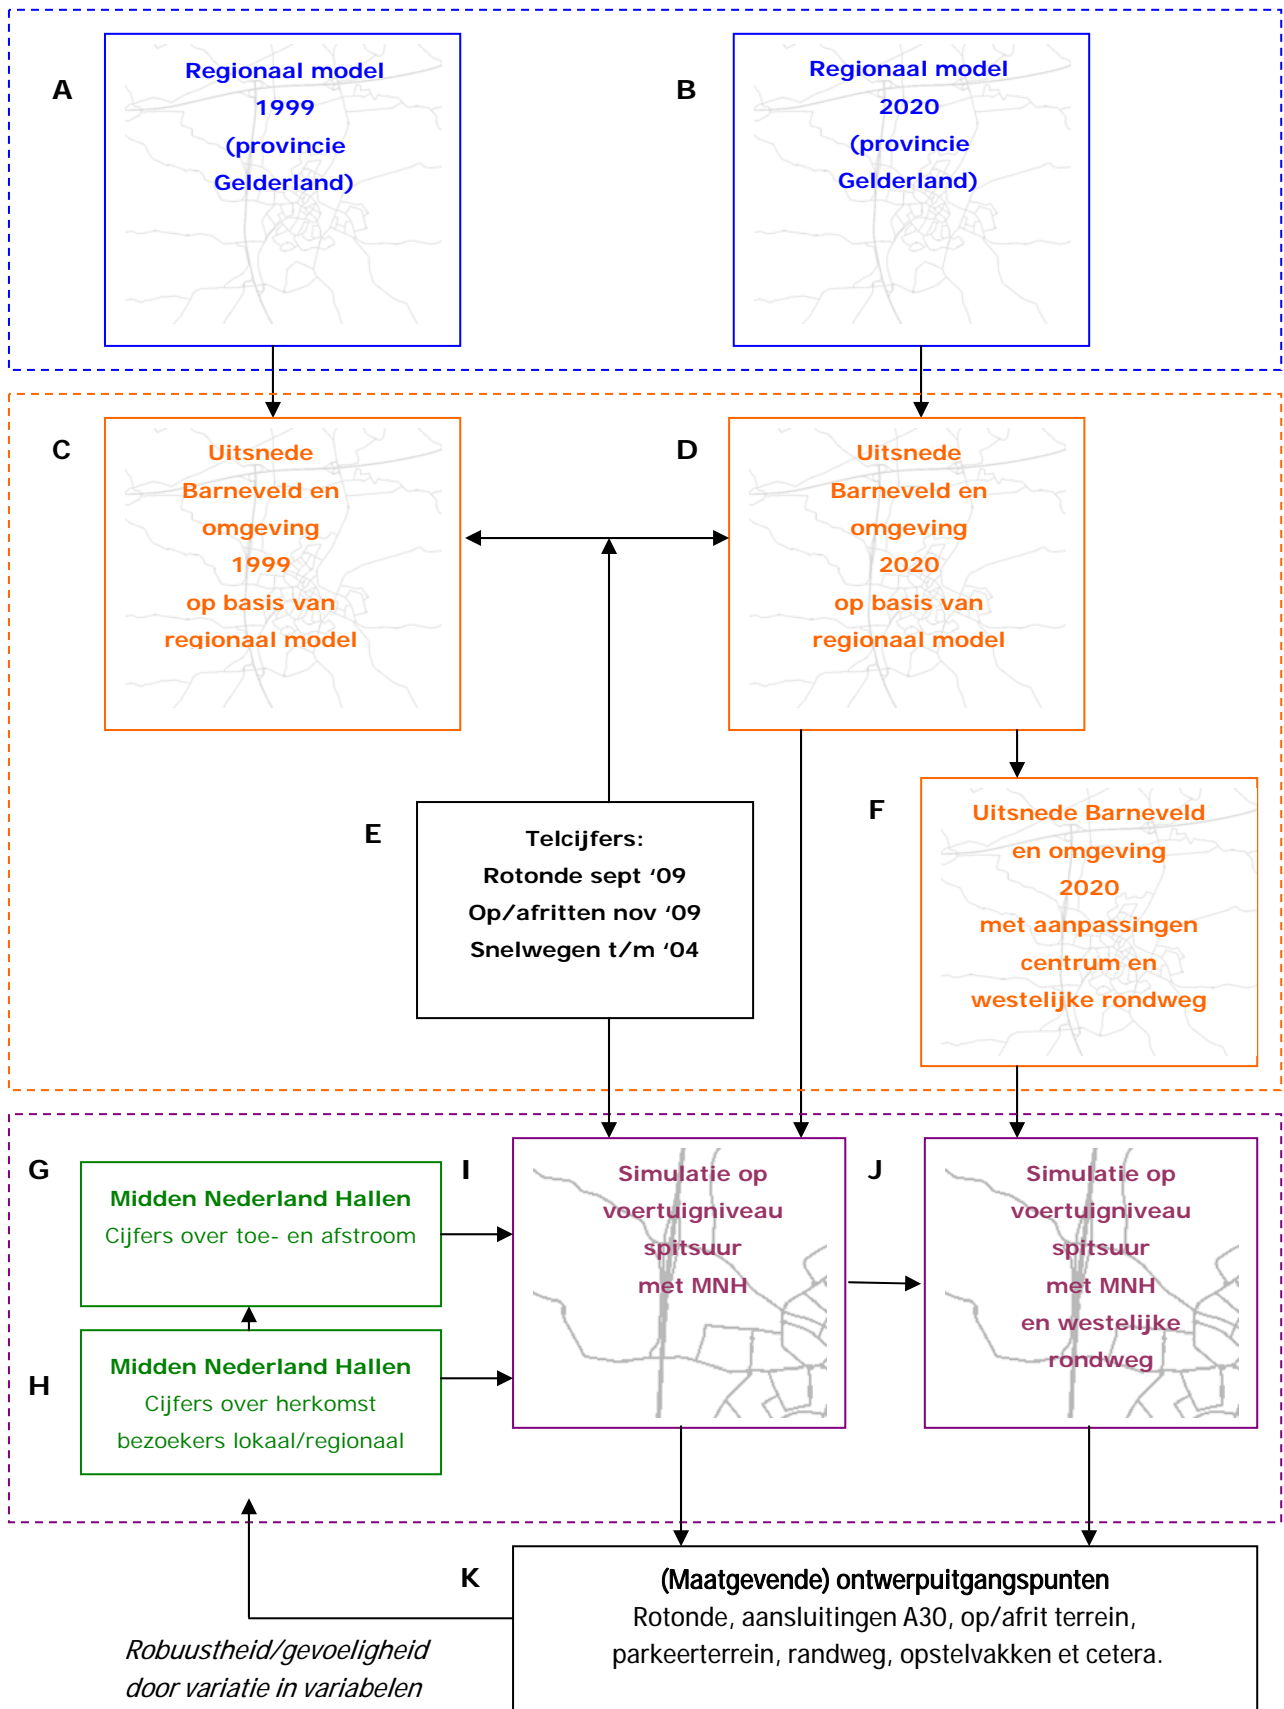 A
Regionaal model
1999
(provincie
Gelderland)
B
Regionaal model
2020
(provincie
Gelderland)
C
Uitsnede
Barneveld en
omgeving
1999
op basis van
regionaal model
D
Uitsnede
Barneveld en
omgeving
2020
op basis van
regionaal model
E
Telcijfers:
Rotonde sept ‘09
Op/afritten nov ‘09
Snelwegen t/m ‘04
F
Uitsnede Barneveld
en omgeving
2020
met aanpassingen
centrum en
westelijke rondweg
G
Midden Nederland Hallen
Cijfers over toe- en afstroom
H
Midden Nederland Hallen
Cijfers over herkomst
bezoekers lokaal/regionaal
I
Simulatie op
voertuigniveau
spitsuur
met MNH
J
Simulatie op
voertuigniveau
spitsuur
met MNH
en westelijke
rondweg
K
(Maatgevende) ontwerpuitgangspunten
Rotonde, aansluitingen A30, op/afrit terrein,
parkeerterrein, randweg, opstelvakken et cetera.
Robuustheid/gevoeligheid
door variatie in variabelen